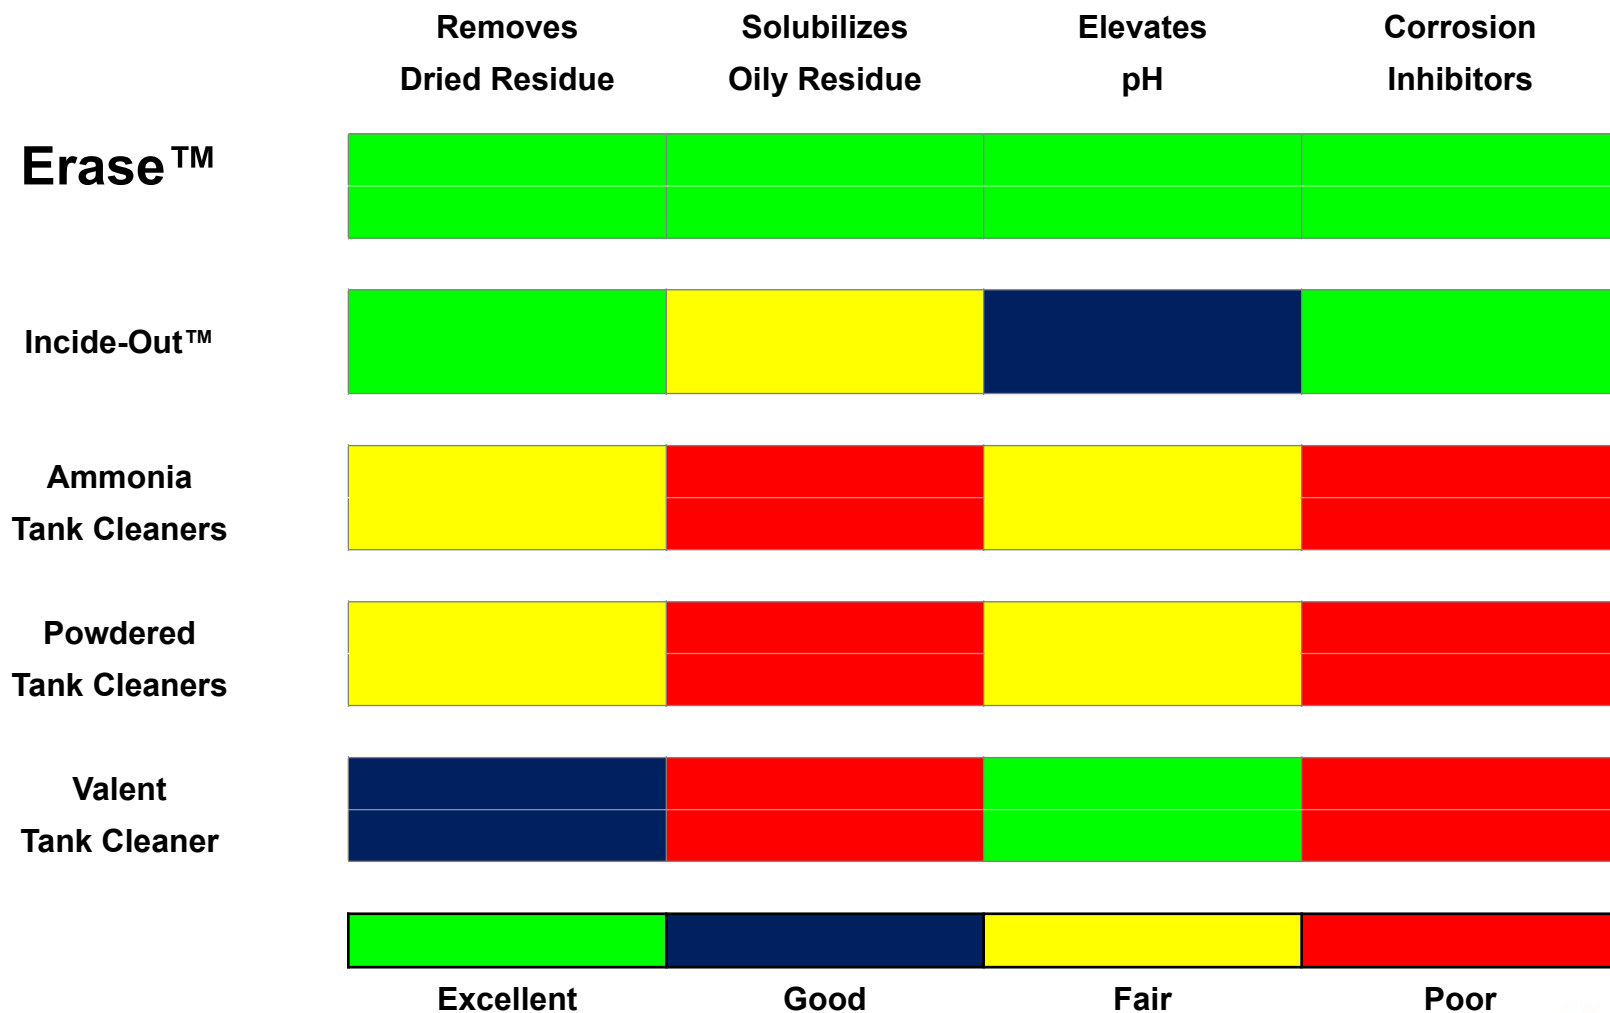 Removes Solubilizes Elevates Corrosion
Dried Residue Oily Residue pH Inhibitors
Erase™
Incide-Out™
Ammonia
Tank Cleaners
Powdered
Tank Cleaners
Valent
Tank Cleaner
Excellent Good Fair Poor